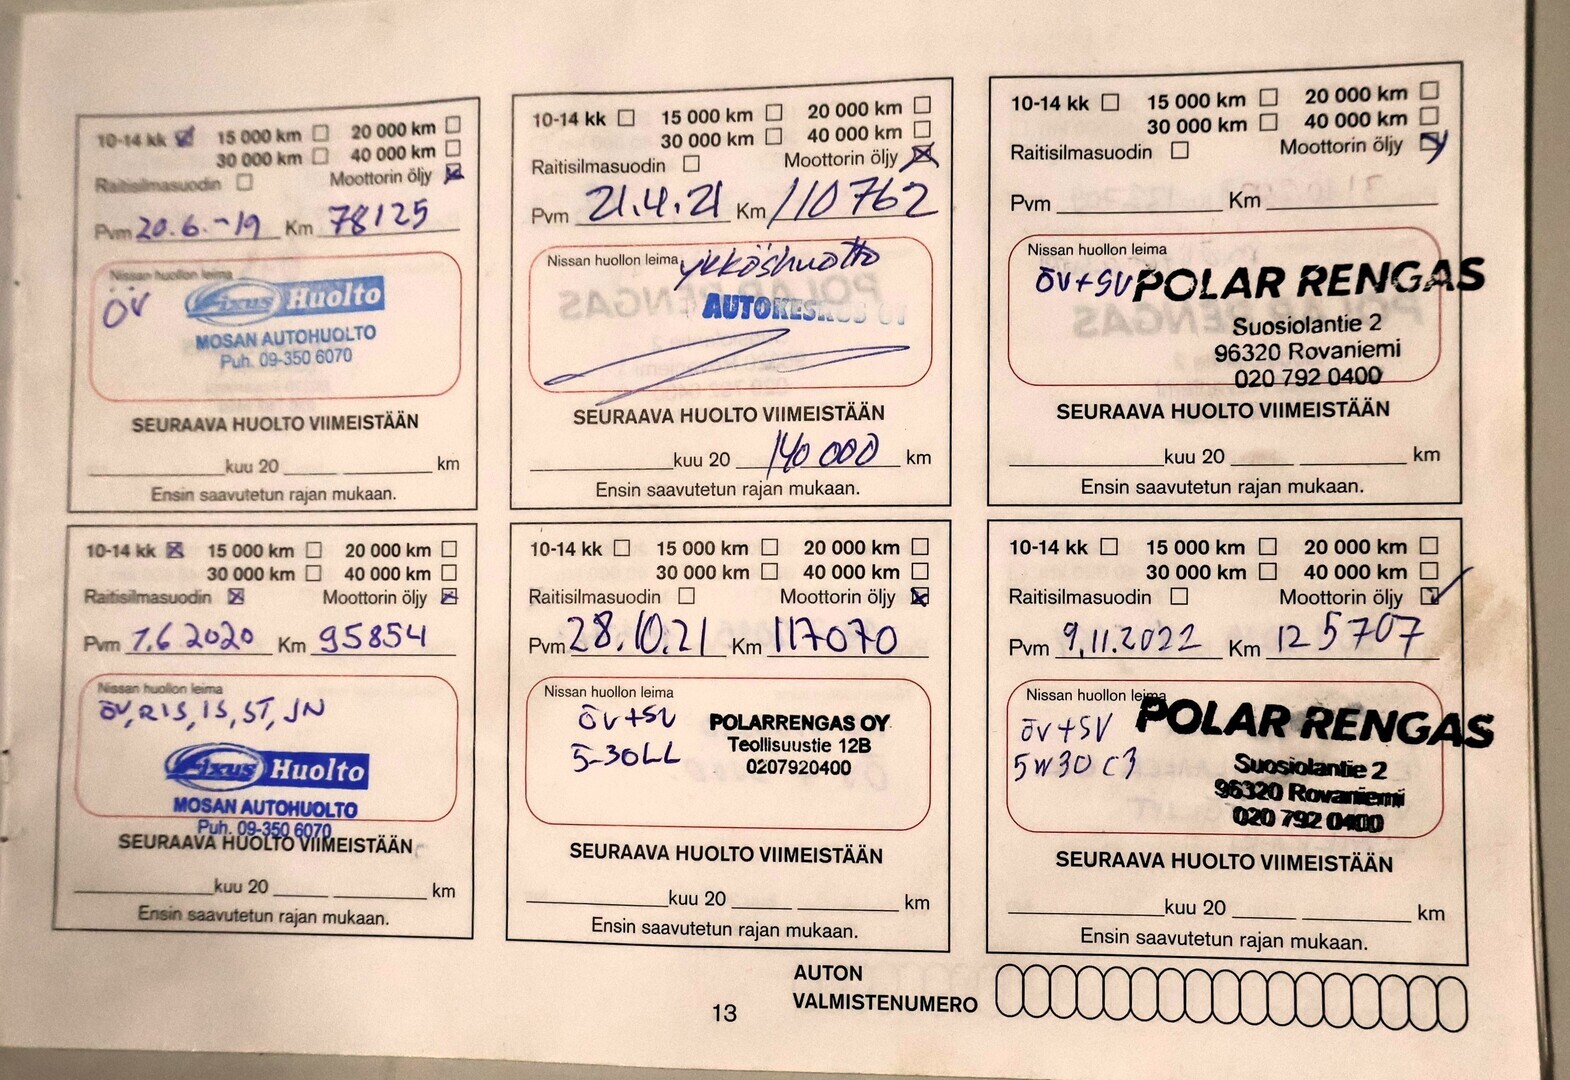 10-14 kk 15 000 km 20 000 km
30 000 km 40 000 km
Raitisilmasuodin Moottorin öljy
Pvm 20.6.-19 Km 78125
Nissan huollon leima
ÖV
Fixus Huolto
MOSAN AUTOHUOLTO
Puh. 09-350 6070
SEURAAVA HUOLTO VIIMEISTÄÄN
kuu 20 km
Ensin saavutetun rajan mukaan.
10-14 kk 15 000 km 20 000 km
30 000 km 40 000 km
Raitisilmasuodin Moottorin öljy
Pvm 21.4.21 Km 110762
Nissan huollon leima ykköshuolto
SEURAAVA HUOLTO VIIMEISTÄÄN
kuu 20 140 000 km
Ensin saavutetun rajan mukaan.
10-14 kk 15 000 km 20 000 km
30 000 km 40 000 km
Raitisilmasuodin Moottorin öljy
Pvm Km
Nissan huollon leima
ÖV+SV POLAR RENGAS
Suosiolantie 2
96320 Rovaniemi
020 792 0400
SEURAAVA HUOLTO VIIMEISTÄÄN
kuu 20 km
Ensin saavutetun rajan mukaan.
10-14 kk 15 000 km 20 000 km
30 000 km 40 000 km
Raitisilmasuodin Moottorin öljy
Pvm 1.6 2020 Km 95854
Nissan huollon leima
ÖV, RIS, IS, ST, JN
Fixus Huolto
MOSAN AUTOHUOLTO
Puh. 09-350 6070
SEURAAVA HUOLTO VIIMEISTÄÄN
kuu 20 km
Ensin saavutetun rajan mukaan.
10-14 kk 15 000 km 20 000 km
30 000 km 40 000 km
Raitisilmasuodin Moottorin öljy
Pvm 28.10.21 Km 117070
Nissan huollon leima
ÖV+SV
5-30LL
POLARRENGAS OY
Teollisuustie 12B
0207920400
SEURAAVA HUOLTO VIIMEISTÄÄN
kuu 20 km
Ensin saavutetun rajan mukaan.
10-14 kk 15 000 km 20 000 km
30 000 km 40 000 km
Raitisilmasuodin Moottorin öljy
Pvm 9.11.2022 Km 125707
Nissan huollon leima
ÖV+SV
5W30 C3
POLAR RENGAS
Suosiolantie 2
96320 Rovaniemi
020 792 0400
SEURAAVA HUOLTO VIIMEISTÄÄN
kuu 20 km
Ensin saavutetun rajan mukaan.
AUTON
VALMISTENUMERO
13